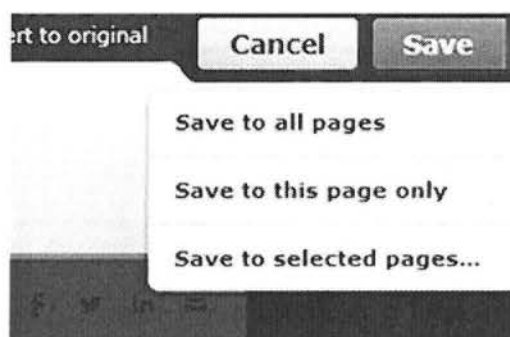 ert to original
Cancel
Save
Save to all pages
Save to this page only
Save to selected pages...